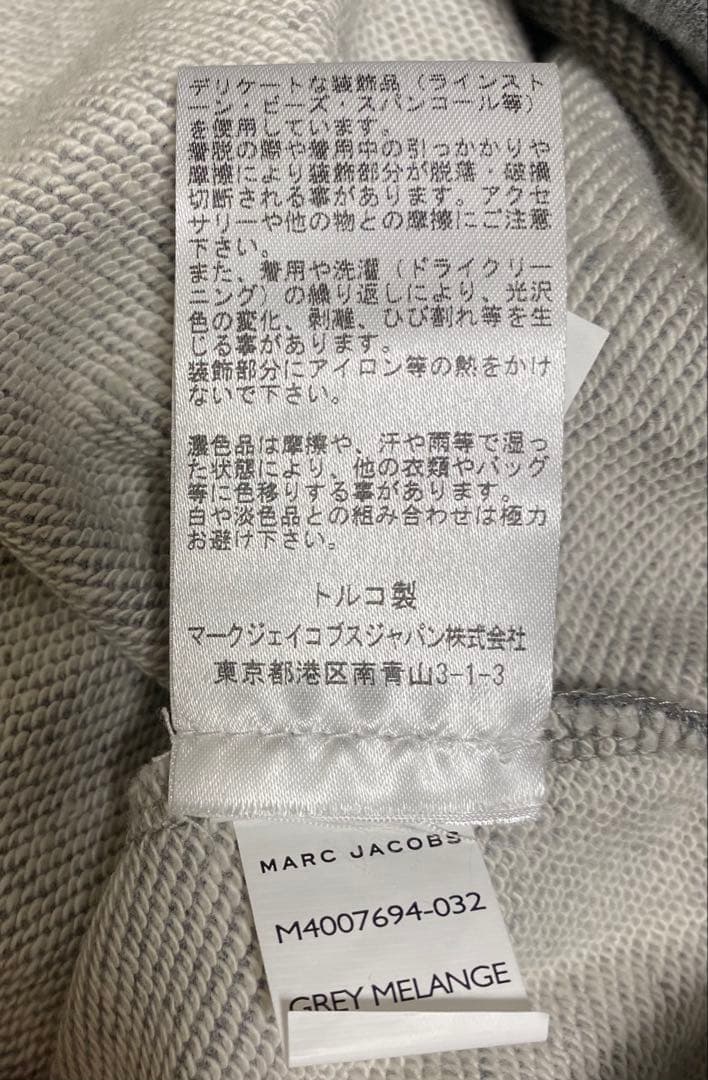 デリケートな装飾品（ラインスト
ーン・ビーズ・スパンコール等）
を使用しています。
着脱の際や着用中の引っかかりや
摩擦により装飾部分が脱落・破損
切断される事があります。アクセ
サリーや他の物との摩擦にご注意
下さい。
また、着用や洗濯（ドライクリー
ニング）の繰り返しにより、光沢
色の変化、剥離、ひび割れ等を生
じる事があります。
装飾部分にアイロン等の熱をかけ
ないで下さい。
濃色品は摩擦や、汗や雨等で湿っ
た状態により、他の衣類やバッグ
等に色移りする事があります。
白や淡色品との組み合わせは極力
お避け下さい。
トルコ製
マークジェイコブスジャパン株式会社
東京都港区南青山3-1-3
MARC JACOBS
M4007694-032
GREY MELANGE